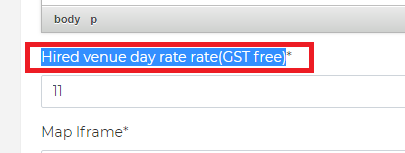 body p
Hired venue day rate rate(GST free)*
11
Map Iframe*